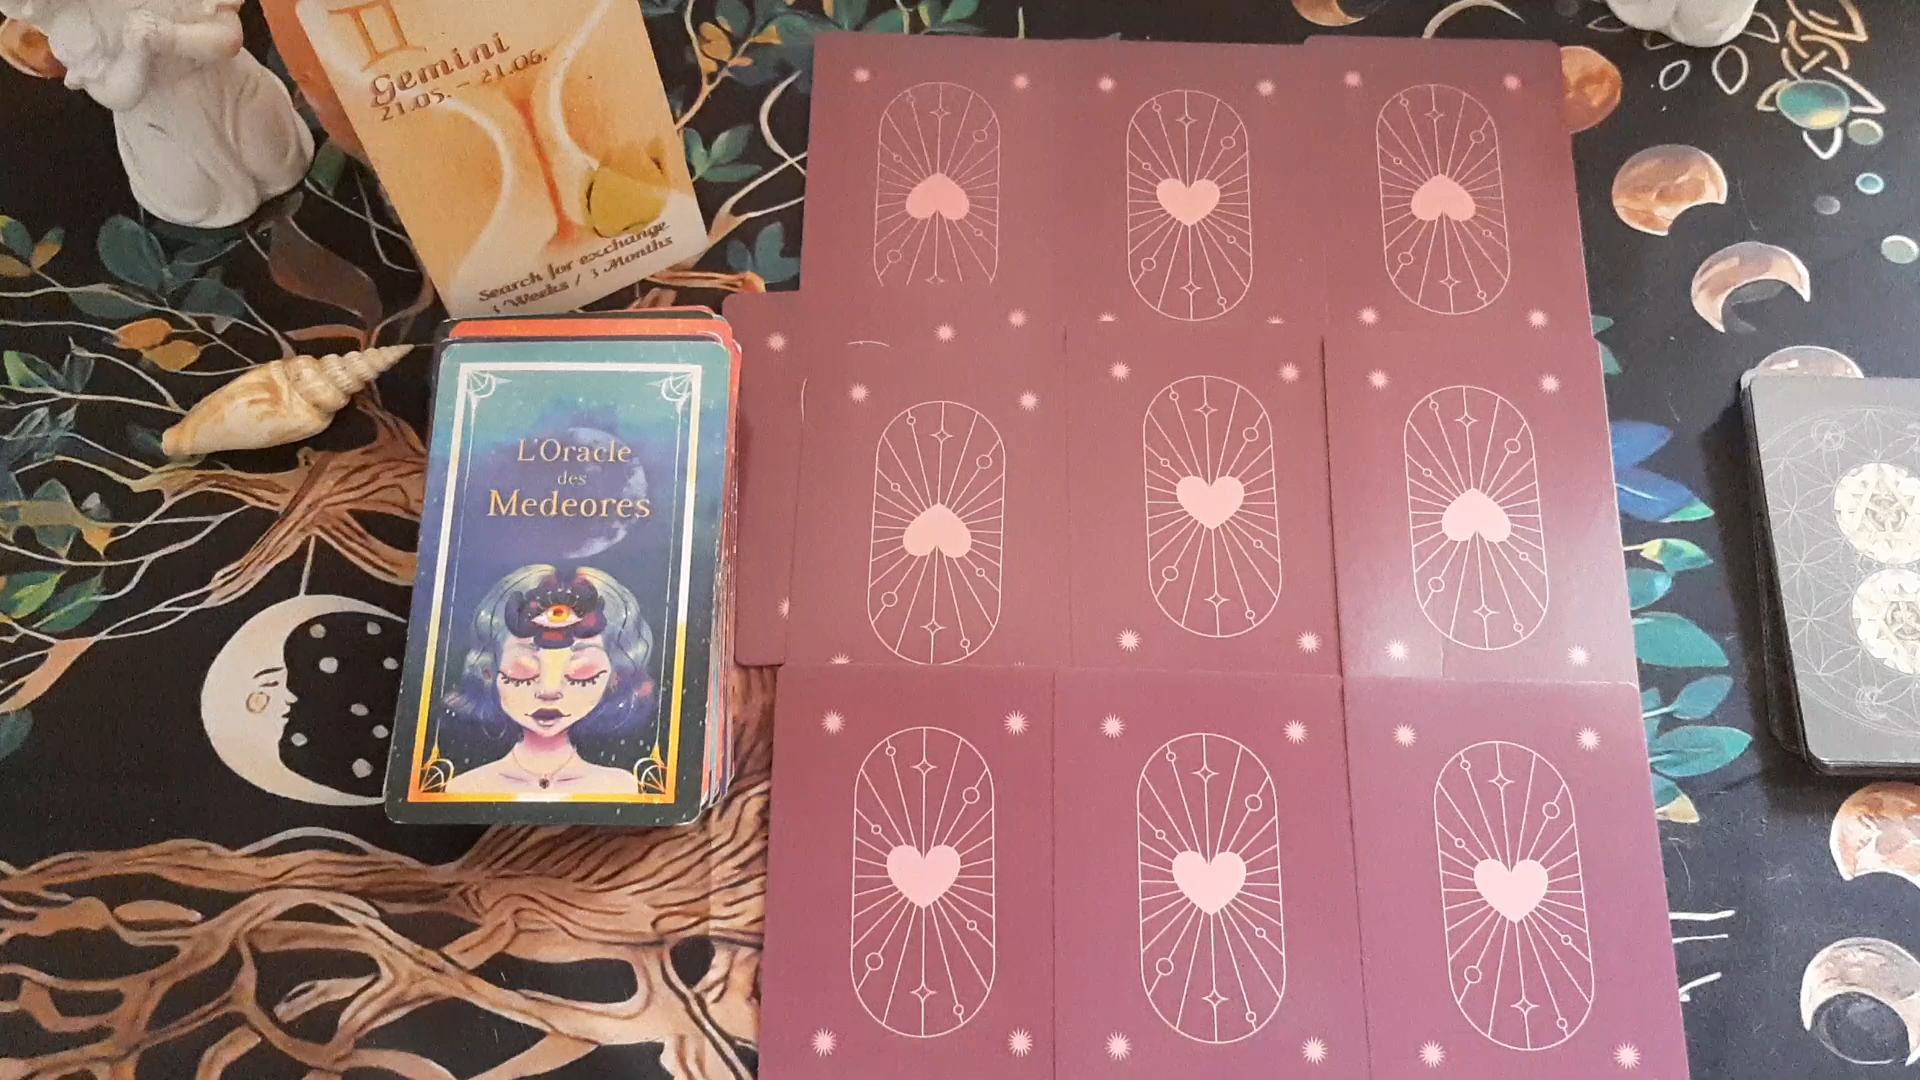 Gemini
21.05. - 21.06.
Search for exchange
Weeks / 3 Months
L'Oracle
des
Medeores